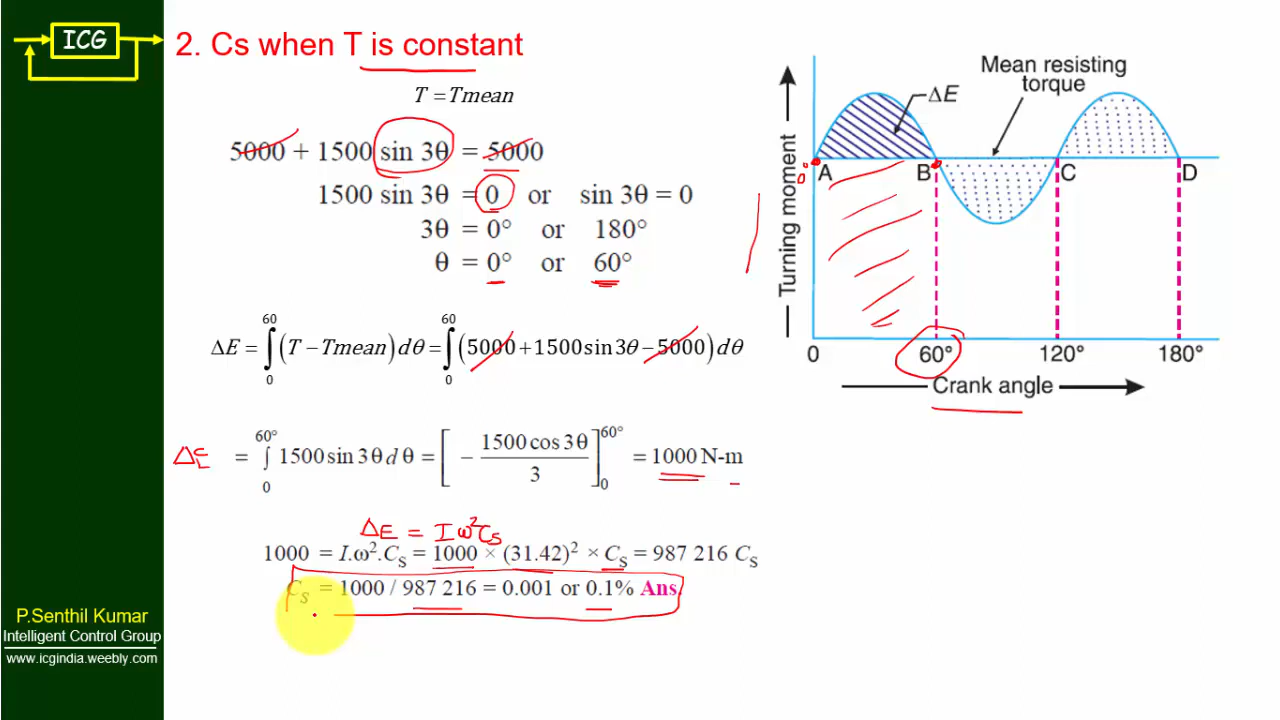 ICG
2. Cs when T is constant
T = Tmean
5000 + 1500 sin 3θ = 5000
1500 sin 3θ = 0 or sin 3θ = 0
3θ = 0° or 180°
θ = 0° or 60°
ΔE = ∫₀⁶⁰ (T − Tmean) dθ = ∫₀⁶⁰ (5000 + 1500 sin 3θ − 5000) dθ
ΔE = ∫₀⁶⁰° 1500 sin 3θ d θ = [ − 1500 cos 3θ / 3 ]₀⁶⁰° = 1000 N-m
ΔE = Iω²Cs
1000 = I.ω².CS = 1000 × (31.42)² × CS = 987 216 CS
CS = 1000 / 987 216 = 0.001 or 0.1% Ans.
Mean resisting
torque
ΔE
0°
A B C D
Turning moment
0 60° 120° 180°
Crank angle
P.Senthil Kumar
Intelligent Control Group
www.icgindia.weebly.com